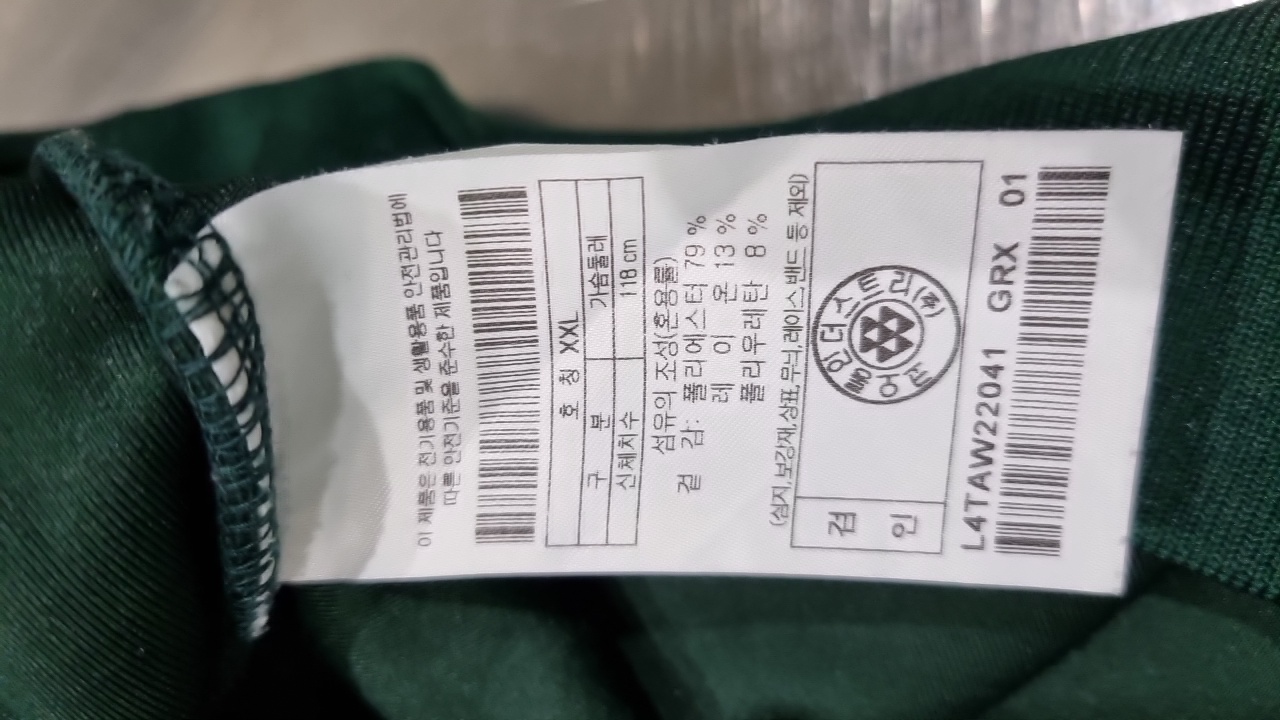 이 제품은 전기용품 및 생활용품 안전관리법에
따른 안전기준을 준수한 제품입니다
호 칭 XXL
구 분 가슴둘레
신체치수 118 cm
섬유의 조성(혼용률)
겉 감: 폴리에스터 79 %
레 이 온 13 %
폴리우레탄 8 %
(심지,보강재,상표,무늬,레이스,밴드 등 제외)
검 인
코오롱인더스트리(주)
L4TAW22041 GRX 01